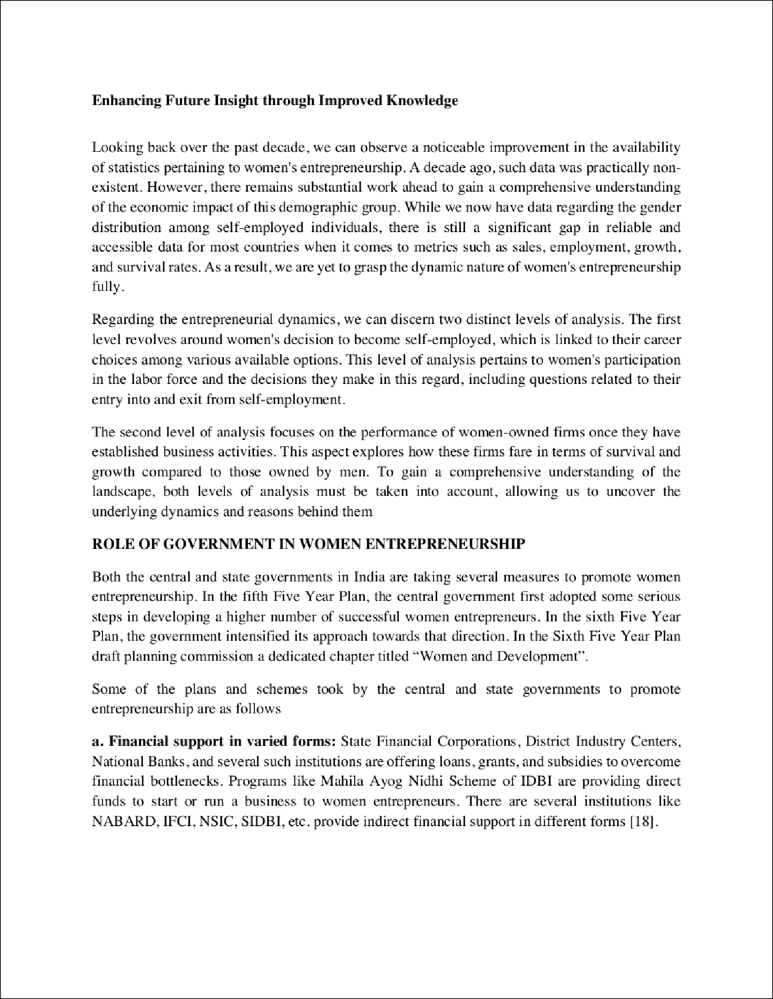 Enhancing Future Insight through Improved Knowledge
Looking back over the past decade, we can observe a noticeable improvement in the availability
of statistics pertaining to women's entrepreneurship. A decade ago, such data was practically non-
existent. However, there remains substantial work ahead to gain a comprehensive understanding
of the economic impact of this demographic group. While we now have data regarding the gender
distribution among self-employed individuals, there is still a significant gap in reliable and
accessible data for most countries when it comes to metrics such as sales, employment, growth,
and survival rates. As a result, we are yet to grasp the dynamic nature of women's entrepreneurship
fully.
Regarding the entrepreneurial dynamics, we can discern two distinct levels of analysis. The first
level revolves around women's decision to become self-employed, which is linked to their career
choices among various available options. This level of analysis pertains to women's participation
in the labor force and the decisions they make in this regard, including questions related to their
entry into and exit from self-employment.
The second level of analysis focuses on the performance of women-owned firms once they have
established business activities. This aspect explores how these firms fare in terms of survival and
growth compared to those owned by men. To gain a comprehensive understanding of the
landscape, both levels of analysis must be taken into account, allowing us to uncover the
underlying dynamics and reasons behind them
ROLE OF GOVERNMENT IN WOMEN ENTREPRENEURSHIP
Both the central and state governments in India are taking several measures to promote women
entrepreneurship. In the fifth Five Year Plan, the central government first adopted some serious
steps in developing a higher number of successful women entrepreneurs. In the sixth Five Year
Plan, the government intensified its approach towards that direction. In the Sixth Five Year Plan
draft planning commission a dedicated chapter titled “Women and Development”.
Some of the plans and schemes took by the central and state governments to promote
entrepreneurship are as follows
a. Financial support in varied forms: State Financial Corporations, District Industry Centers,
National Banks, and several such institutions are offering loans, grants, and subsidies to overcome
financial bottlenecks. Programs like Mahila Ayog Nidhi Scheme of IDBI are providing direct
funds to start or run a business to women entrepreneurs. There are several institutions like
NABARD, IFCI, NSIC, SIDBI, etc. provide indirect financial support in different forms [18].